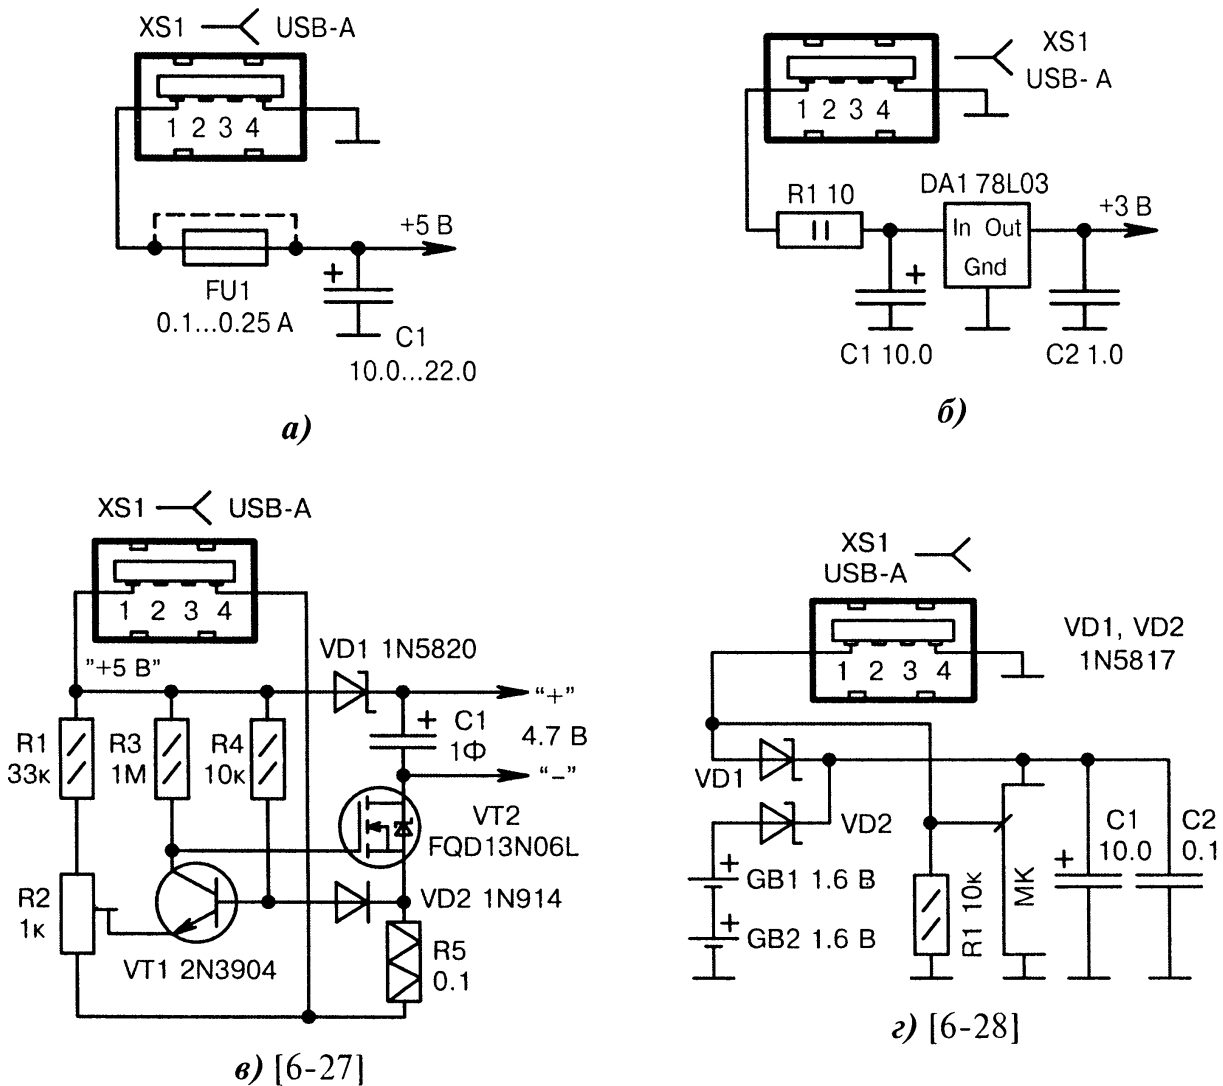 XS1 USB-A
1 2 3 4
+5 В
FU1
0.1...0.25 А
+
C1
10.0...22.0
а)
XS1
USB- A
1 2 3 4
R1 10
DA1 78L03
In Out
Gnd
+3 В
+
C1 10.0
C2 1.0
б)
XS1 USB-A
1 2 3 4
"+5 В"
VD1 1N5820
R1
33к
R3
1М
R4
10к
+
C1
1Ф
“+”
4.7 В
“–”
VT2
FQD13N06L
R2
1к
VT1 2N3904
VD2 1N914
R5
0.1
в) [6-27]
XS1
USB-A
1 2 3 4
VD1, VD2
1N5817
VD1
VD2
+
GB1 1.6 В
+
GB2 1.6 В
R1 10к
МК
+
C1
10.0
C2
0.1
г) [6-28]